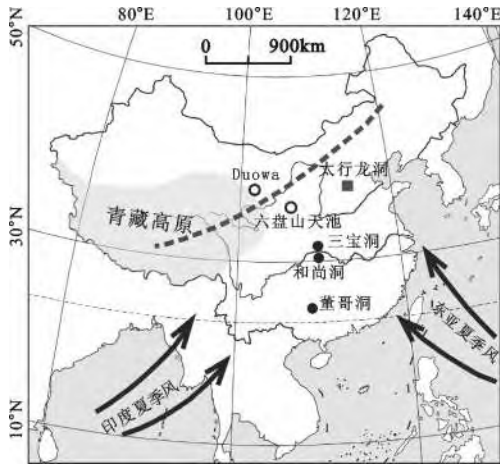 80°E 100°E 120°E 140°E
50°N
0 900km
Duowa
太行龙洞
青藏高原
六盘山天池
30°N
三宝洞
和尚洞
董哥洞
东亚夏季风
印度夏季风
10°N